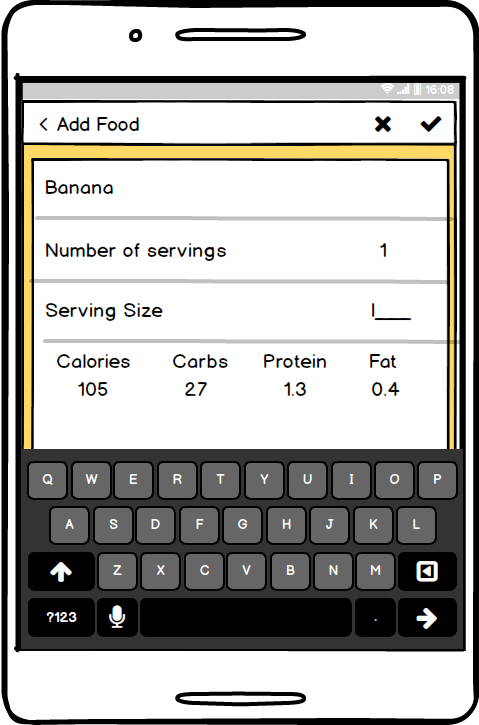 16:08
< Add Food
Banana
Number of servings 1
Serving Size |___
Calories Carbs Protein Fat
105 27 1.3 0.4
Q W E R T Y U I O P
A S D F G H J K L
Z X C V B N M
?123 .